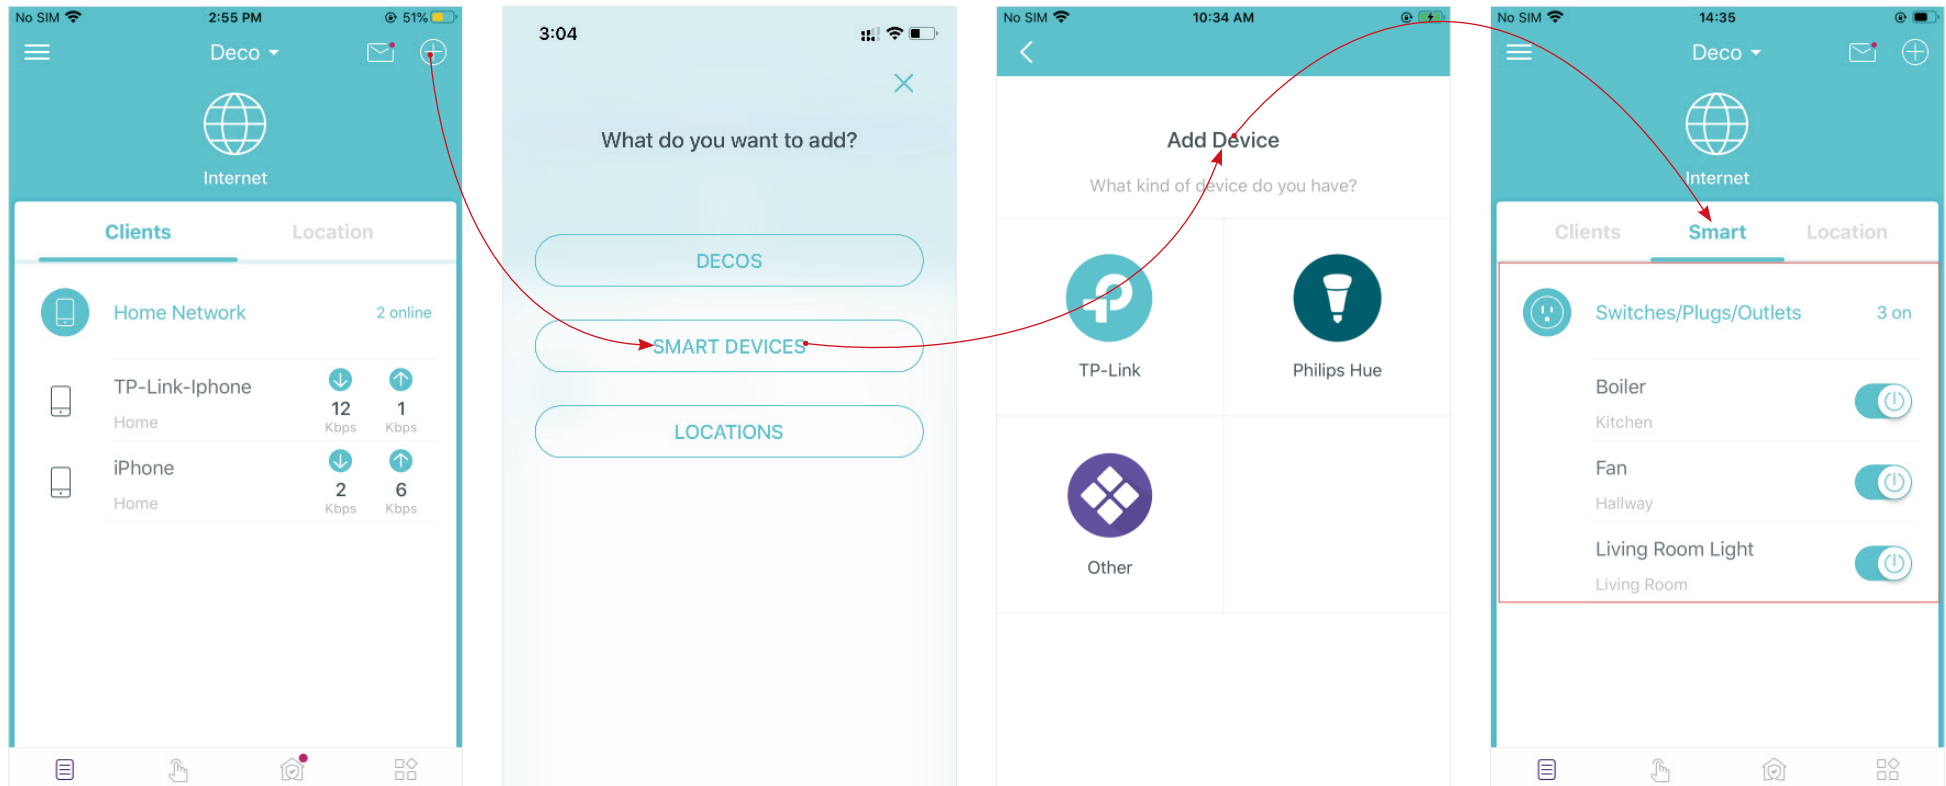 No SIM 2:55 PM 51%
Deco
Internet
Clients Location
Home Network 2 online
TP-Link-Iphone
12 1
Home Kbps Kbps
iPhone
2 6
Home Kbps Kbps
3:04
What do you want to add?
DECOS
SMART DEVICES
LOCATIONS
No SIM 10:34 AM
Add Device
What kind of device do you have?
TP-Link Philips Hue
Other
No SIM 14:35
Deco
Internet
Clients Smart Location
Switches/Plugs/Outlets 3 on
Boiler
Kitchen
Fan
Hallway
Living Room Light
Living Room